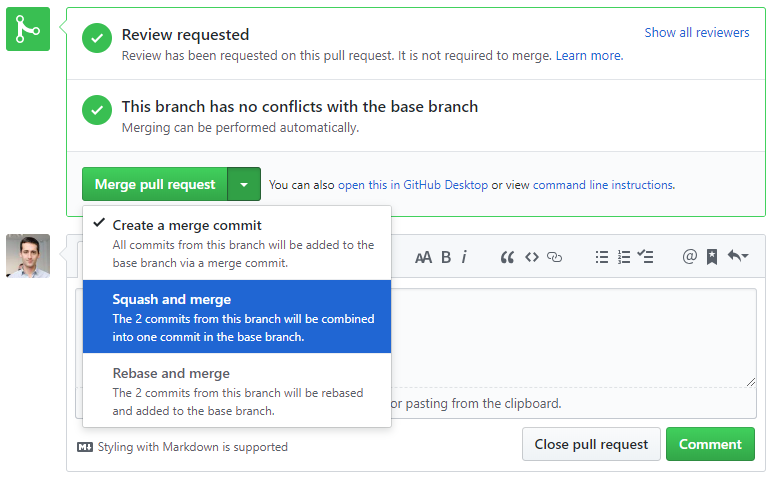 Review requested
Show all reviewers
Review has been requested on this pull request. It is not required to merge. Learn more.
This branch has no conflicts with the base branch
Merging can be performed automatically.
Merge pull request
You can also open this in GitHub Desktop or view command line instructions.
Create a merge commit
All commits from this branch will be added to the
base branch via a merge commit.
AA B i
Squash and merge
The 2 commits from this branch will be combined
into one commit in the base branch.
Rebase and merge
The 2 commits from this branch will be rebased
and added to the base branch.
or pasting from the clipboard.
Styling with Markdown is supported
Close pull request
Comment